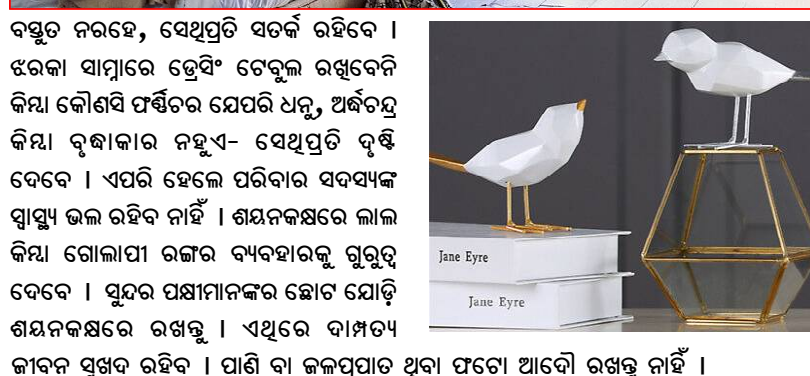 ବସ୍ତୁତ ନରହେ, ସେଥିପ୍ରତି ସତର୍କ ରହିବେ ।
ଝରକା ସାମ୍ନାରେ ଡ୍ରେସିଂ ଟେବୁଲ ରଖିବେନି
କିମ୍ବା କୌଣସି ଫର୍ଣ୍ଣିଚର ଯେପରି ଧନୁ, ଅର୍ଦ୍ଧଚନ୍ଦ୍ର
କିମ୍ବା ବୃଦ୍ଧାକାର ନହୁଏ- ସେଥିପ୍ରତି ଦୃଷ୍ଟି
ଦେବେ । ଏପରି ହେଲେ ପରିବାର ସଦସ୍ୟଙ୍କ
ସ୍ୱାସ୍ଥ୍ୟ ଭଲ ରହିବ ନାହିଁ । ଶୟନକକ୍ଷରେ ଲାଲ
କିମ୍ବା ଗୋଲାପୀ ରଙ୍ଗର ବ୍ୟବହାରକୁ ଗୁରୁତ୍ୱ
ଦେବେ । ସୁନ୍ଦର ପକ୍ଷୀମାନଙ୍କର ଛୋଟ ଯୋଡ଼ି
ଶୟନକକ୍ଷରେ ରଖନ୍ତୁ । ଏଥିରେ ଦାମ୍ପତ୍ୟ
ଜୀବନ ସୁଖଦ ରହିବ । ପାଣି ବା ଜଳପ୍ରପାତ ଥିବା ଫଟୋ ଆଦୌ ରଖନ୍ତୁ ନାହିଁ ।
Jane Eyre
Jane Eyre